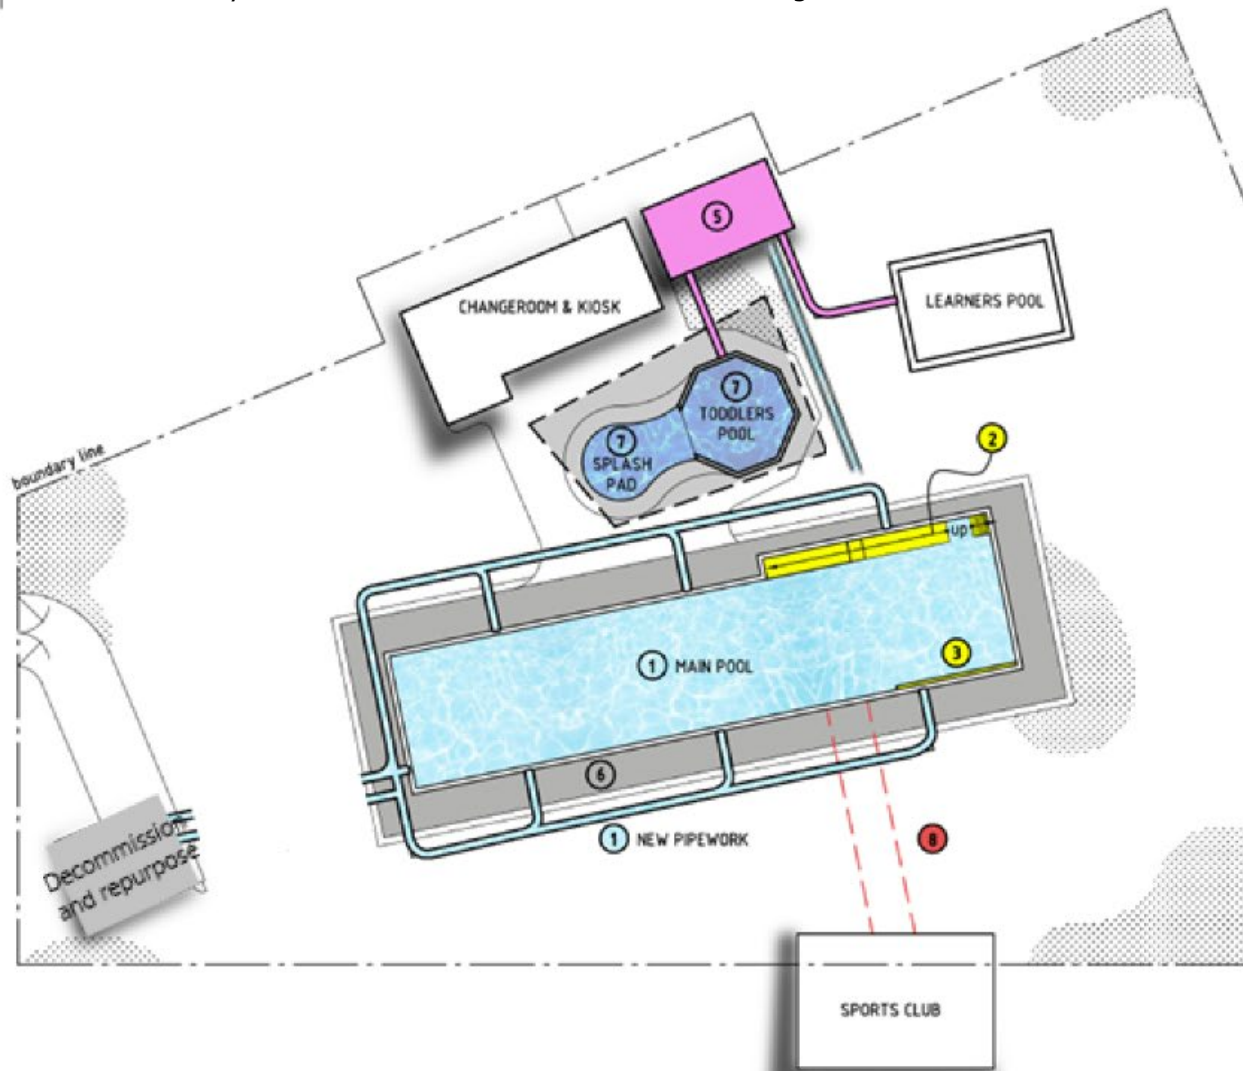 5
CHANGEROOM & KIOSK
LEARNERS POOL
7
TODDLERS
POOL
7
SPLASH
PAD
2
boundary line
UP
3
1 MAIN POOL
6
1 NEW PIPEWORK
8
Decommission
and repurpose
SPORTS CLUB